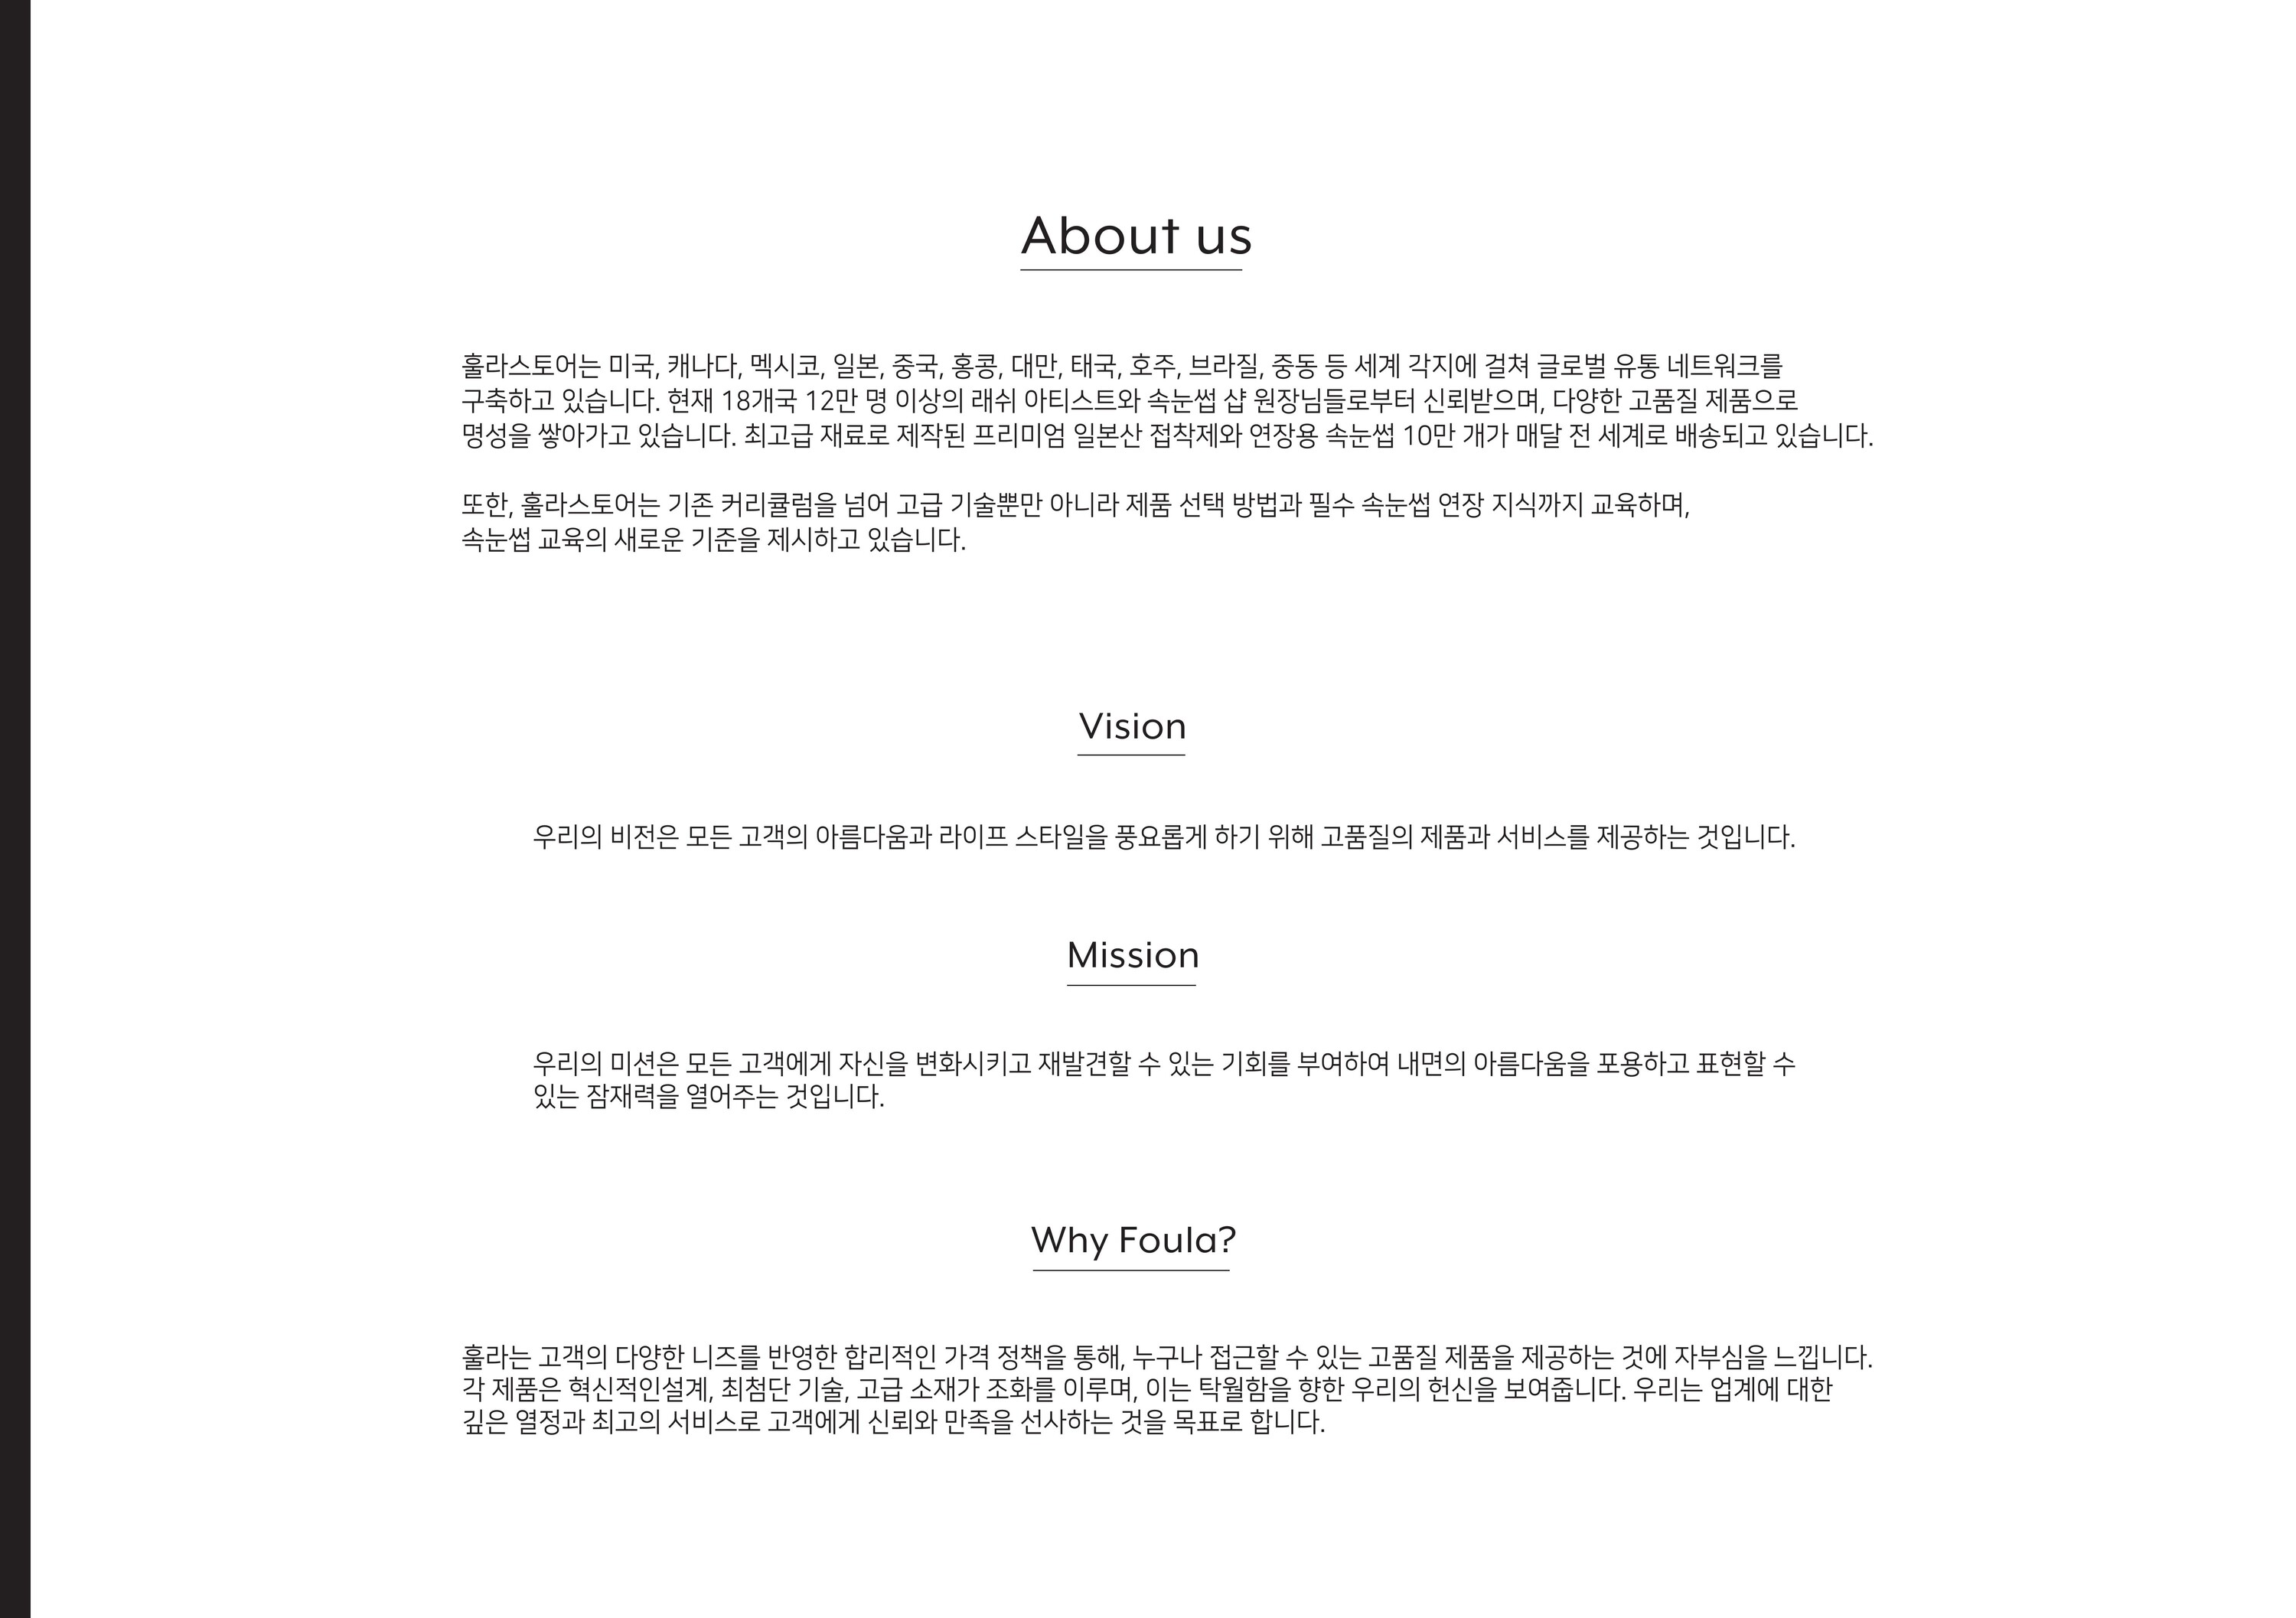 About us
훌라스토어는 미국, 캐나다, 멕시코, 일본, 중국, 홍콩, 대만, 태국, 호주, 브라질, 중동 등 세계 각지에 걸쳐 글로벌 유통 네트워크를
구축하고 있습니다. 현재 18개국 12만 명 이상의 래쉬 아티스트와 속눈썹 샵 원장님들로부터 신뢰받으며, 다양한 고품질 제품으로
명성을 쌓아가고 있습니다. 최고급 재료로 제작된 프리미엄 일본산 접착제와 연장용 속눈썹 10만 개가 매달 전 세계로 배송되고 있습니다.
또한, 훌라스토어는 기존 커리큘럼을 넘어 고급 기술뿐만 아니라 제품 선택 방법과 필수 속눈썹 연장 지식까지 교육하며,
속눈썹 교육의 새로운 기준을 제시하고 있습니다.
Vision
우리의 비전은 모든 고객의 아름다움과 라이프 스타일을 풍요롭게 하기 위해 고품질의 제품과 서비스를 제공하는 것입니다.
Mission
우리의 미션은 모든 고객에게 자신을 변화시키고 재발견할 수 있는 기회를 부여하여 내면의 아름다움을 포용하고 표현할 수
있는 잠재력을 열어주는 것입니다.
Why Foula?
훌라는 고객의 다양한 니즈를 반영한 합리적인 가격 정책을 통해, 누구나 접근할 수 있는 고품질 제품을 제공하는 것에 자부심을 느낍니다.
각 제품은 혁신적인설계, 최첨단 기술, 고급 소재가 조화를 이루며, 이는 탁월함을 향한 우리의 헌신을 보여줍니다. 우리는 업계에 대한
깊은 열정과 최고의 서비스로 고객에게 신뢰와 만족을 선사하는 것을 목표로 합니다.